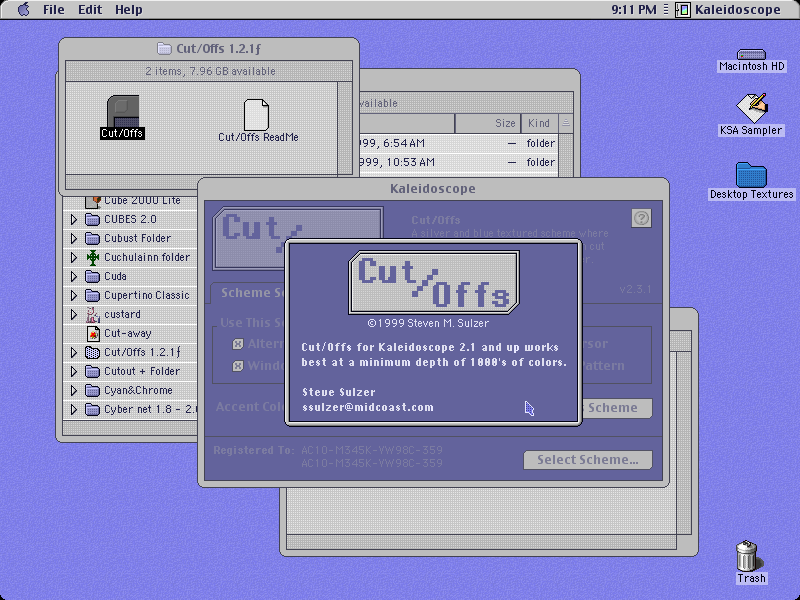 File Edit Help
9:11 PM Kaleidoscope
Cut/Offs 1.2.1ƒ
2 items, 7.96 GB available
Cut/Offs
Cut/Offs ReadMe
vailable
Size Kind
999, 6:54 AM — folder
999, 10:53 AM — folder
Macintosh HD
KSA Sampler
Desktop Textures
Trash
Cube 2000 Lite
CUBES 2.0
Cubust Folder
Cuchulainn folder
Cuda
Cupertino Classic
custard
Cut-away
Cut/Offs 1.2.1ƒ
Cutout + Folder
Cyan&Chrome
Cyber net 1.8 - 2.
Kaleidoscope
Cut/
Cut/Offs
A silver and blue textured scheme where
cut
v2.3.1
Scheme Se
Use This S
Altern
Windo
Accent Colo
rsor
attern
Scheme
Registered To: AC10-M345K-YW98C-359
AC10-M345K-YW98C-359
Select Scheme...
Cut/Offs
©1999 Steven M. Sulzer
Cut/Offs for Kaleidoscope 2.1 and up works
best at a minimum depth of 1000's of colors.
Steve Sulzer
ssulzer@midcoast.com